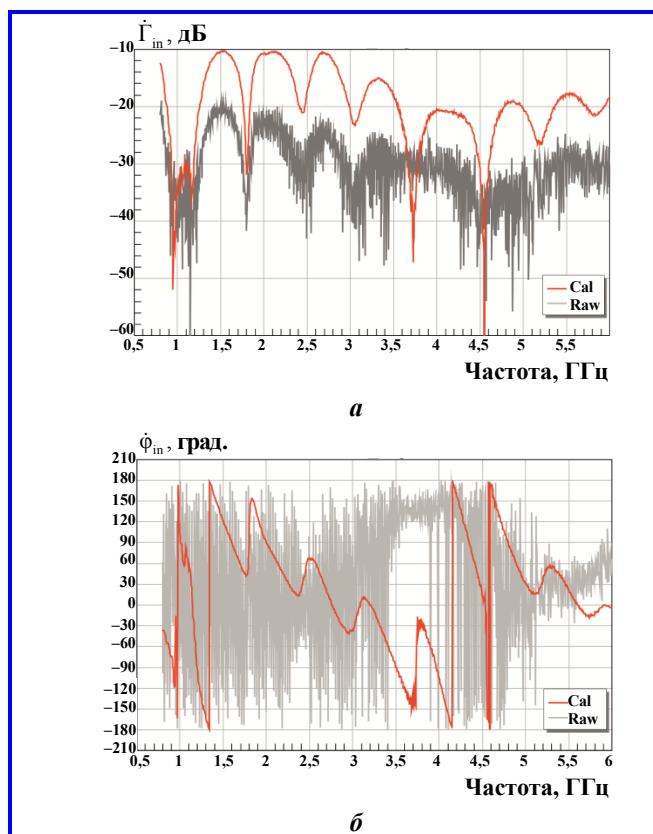 Γ̇in , дБ
–10
–20
–30
–40
–50
–60
Cal
Raw
0,5 1 1,5 2 2,5 3 3,5 4 4,5 5 5,5
Частота, ГГц
а
φ̇in , град.
210
180
150
120
90
60
30
0
–30
–60
–90
–120
–150
–180
–210
Cal
Raw
0,5 1 1,5 2 2,5 3 3,5 4 4,5 5 5,5 6
Частота, ГГц
б